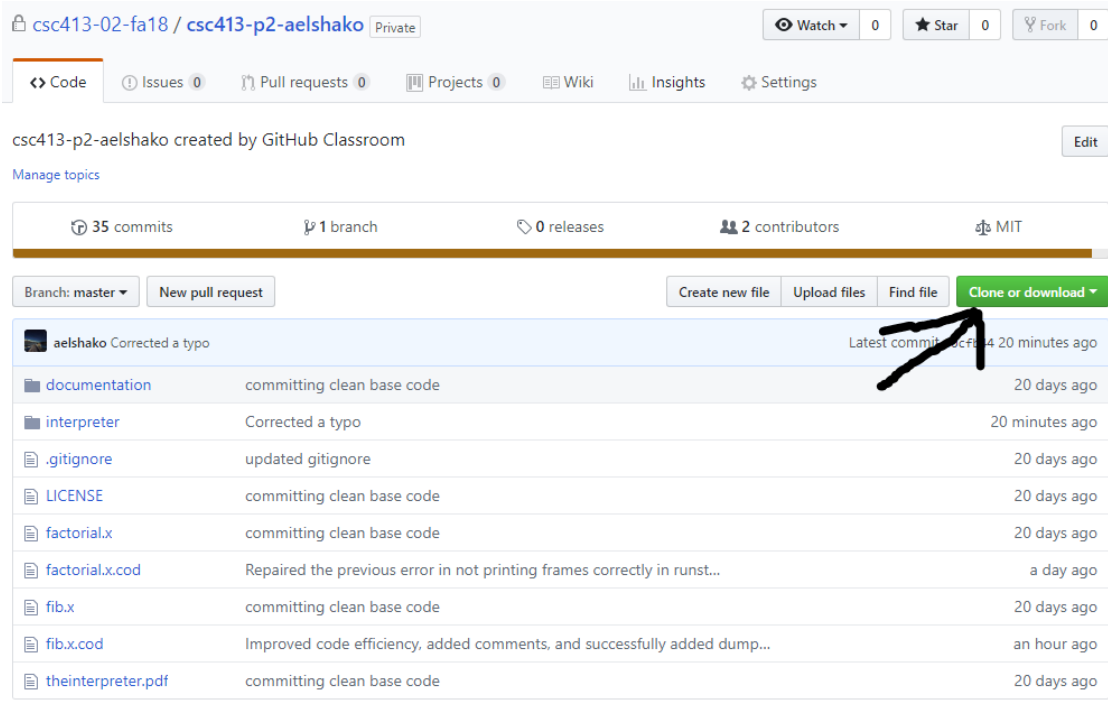 csc413-02-fa18 / csc413-p2-aelshako Private Watch 0 Star 0 Fork 0
Code Issues 0 Pull requests 0 Projects 0 Wiki Insights Settings
csc413-p2-aelshako created by GitHub Classroom Edit
Manage topics
35 commits 1 branch 0 releases 2 contributors MIT
Branch: master New pull request Create new file Upload files Find file Clone or download
aelshako Corrected a typo Latest commit 20 minutes ago
documentation committing clean base code 20 days ago
interpreter Corrected a typo 20 minutes ago
.gitignore updated gitignore 20 days ago
LICENSE committing clean base code 20 days ago
factorial.x committing clean base code 20 days ago
factorial.x.cod Repaired the previous error in not printing frames correctly in runst... a day ago
fib.x committing clean base code 20 days ago
fib.x.cod Improved code efficiency, added comments, and successfully added dump... an hour ago
theinterpreter.pdf committing clean base code 20 days ago